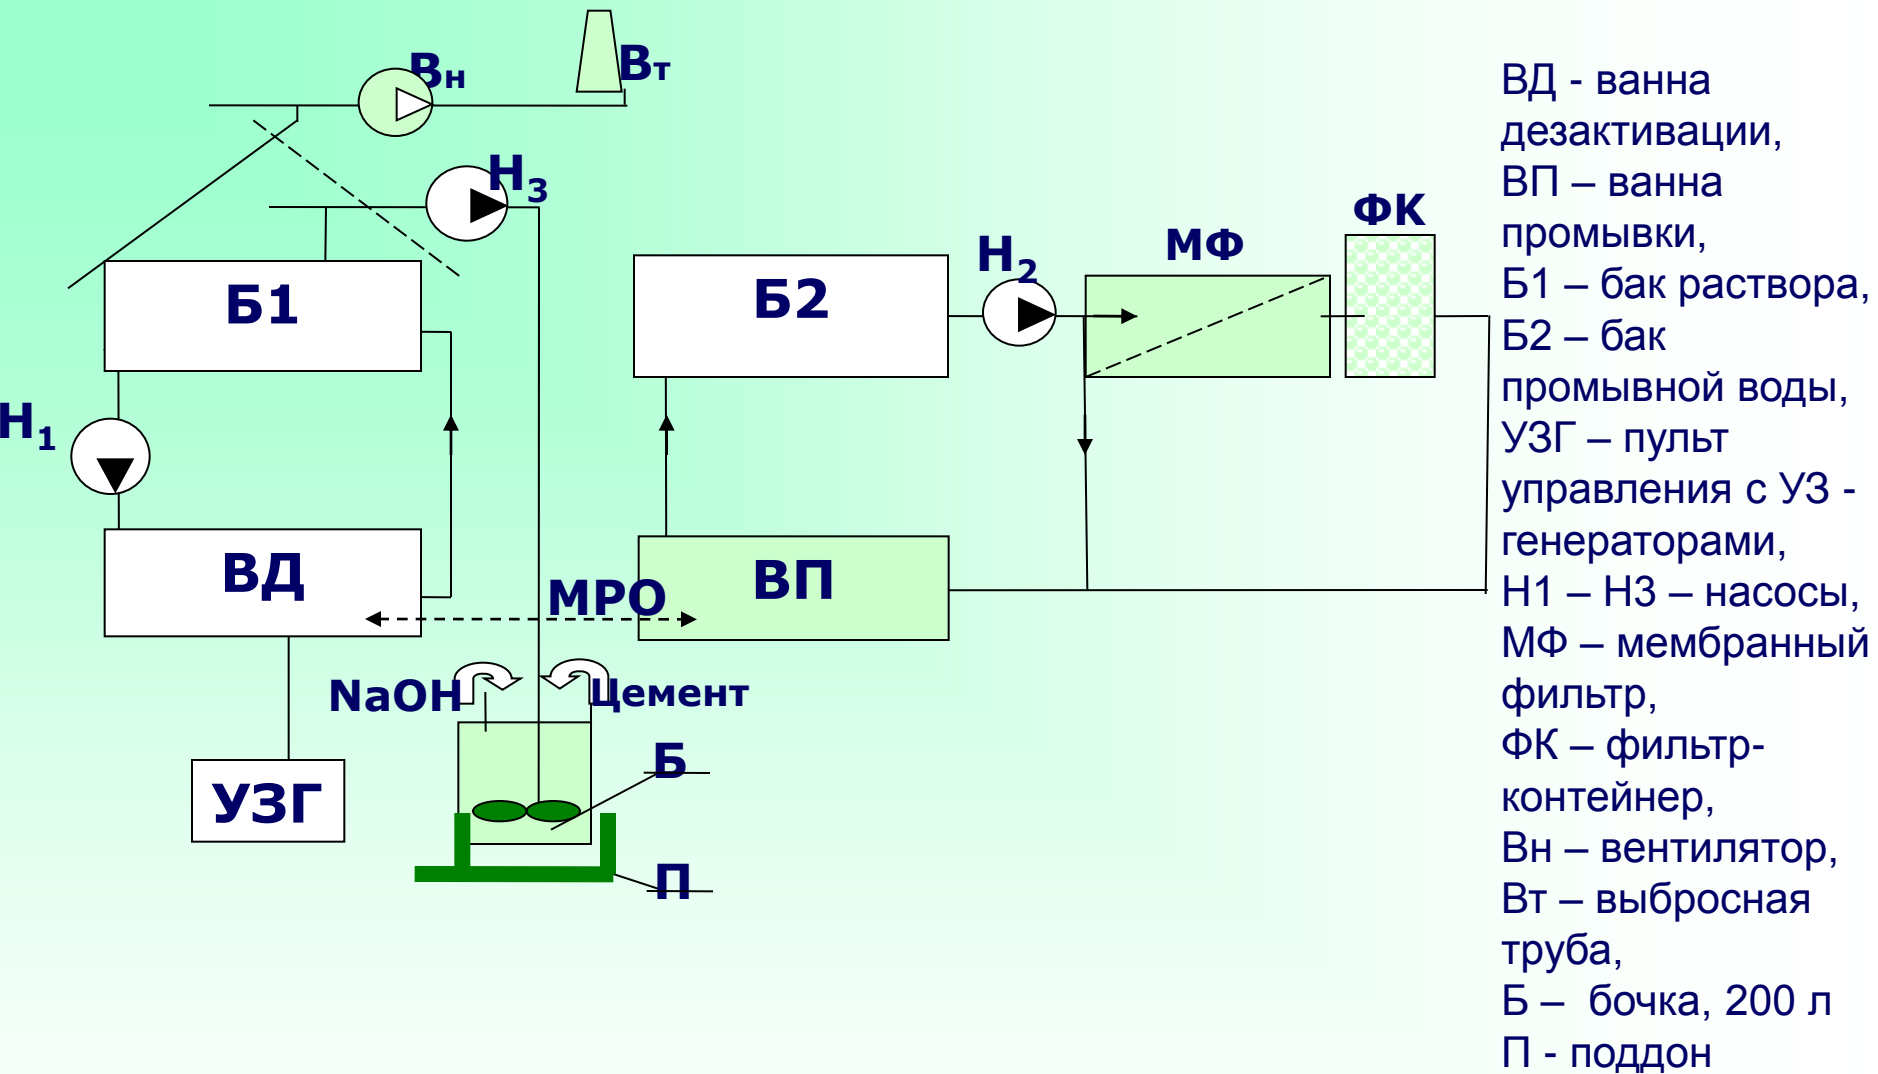 Вн
Вт
Н3
ФК
Н2
МФ
Б1
Б2
Н1
ВД
МРО
ВП
NaOH
Цемент
Б
УЗГ
П
ВД - ванна
дезактивации,
ВП – ванна
промывки,
Б1 – бак раствора,
Б2 – бак
промывной воды,
УЗГ – пульт
управления с УЗ -
генераторами,
Н1 – Н3 – насосы,
МФ – мембранный
фильтр,
ФК – фильтр-
контейнер,
Вн – вентилятор,
Вт – выбросная
труба,
Б –  бочка, 200 л
П - поддон